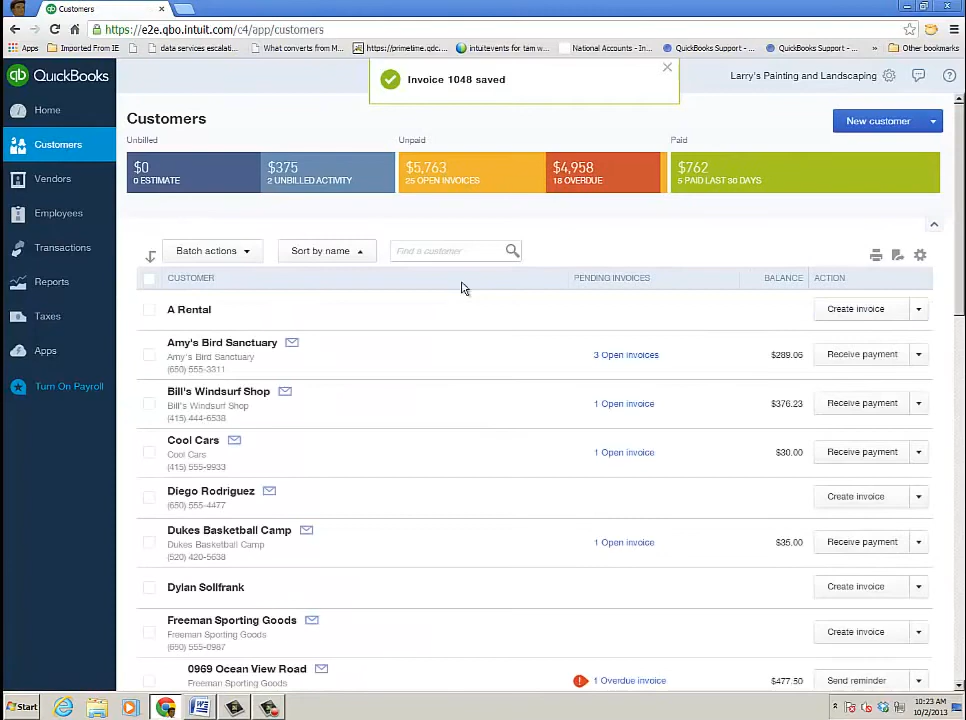 Customers
https://e2e.qbo.intuit.com/c4/app/customers
Apps Imported From IE data services escalati... What converts from M... https://primetime.qdc.... intuitevents for tam w... National Accounts - In... QuickBooks Support - ... QuickBooks Support - ... » Other bookmarks
qb QuickBooks
Invoice 1048 saved
Larry's Painting and Landscaping
Home
Customers
Vendors
Employees
Transactions
Reports
Taxes
Apps
Turn On Payroll
Customers
New customer
Unbilled Unpaid Paid
$0 $375 $5,763 $4,958 $762
0 ESTIMATE 2 UNBILLED ACTIVITY 25 OPEN INVOICES 18 OVERDUE 5 PAID LAST 30 DAYS
Batch actions Sort by name Find a customer
CUSTOMER PENDING INVOICES BALANCE ACTION
A Rental Create invoice
Amy's Bird Sanctuary
Amy's Bird Sanctuary 3 Open invoices $289.06 Receive payment
(650) 555-3311
Bill's Windsurf Shop
Bill's Windsurf Shop 1 Open invoice $376.23 Receive payment
(415) 444-6538
Cool Cars
Cool Cars 1 Open invoice $30.00 Receive payment
(415) 555-9933
Diego Rodriguez Create invoice
(650) 555-4477
Dukes Basketball Camp
Dukes Basketball Camp 1 Open invoice $35.00 Receive payment
(520) 420-5638
Dylan Sollfrank Create invoice
Freeman Sporting Goods
Freeman Sporting Goods Create invoice
(650) 555-0987
0969 Ocean View Road
Freeman Sporting Goods 1 Overdue invoice $477.50 Send reminder
Start
10:23 AM
10/2/2013